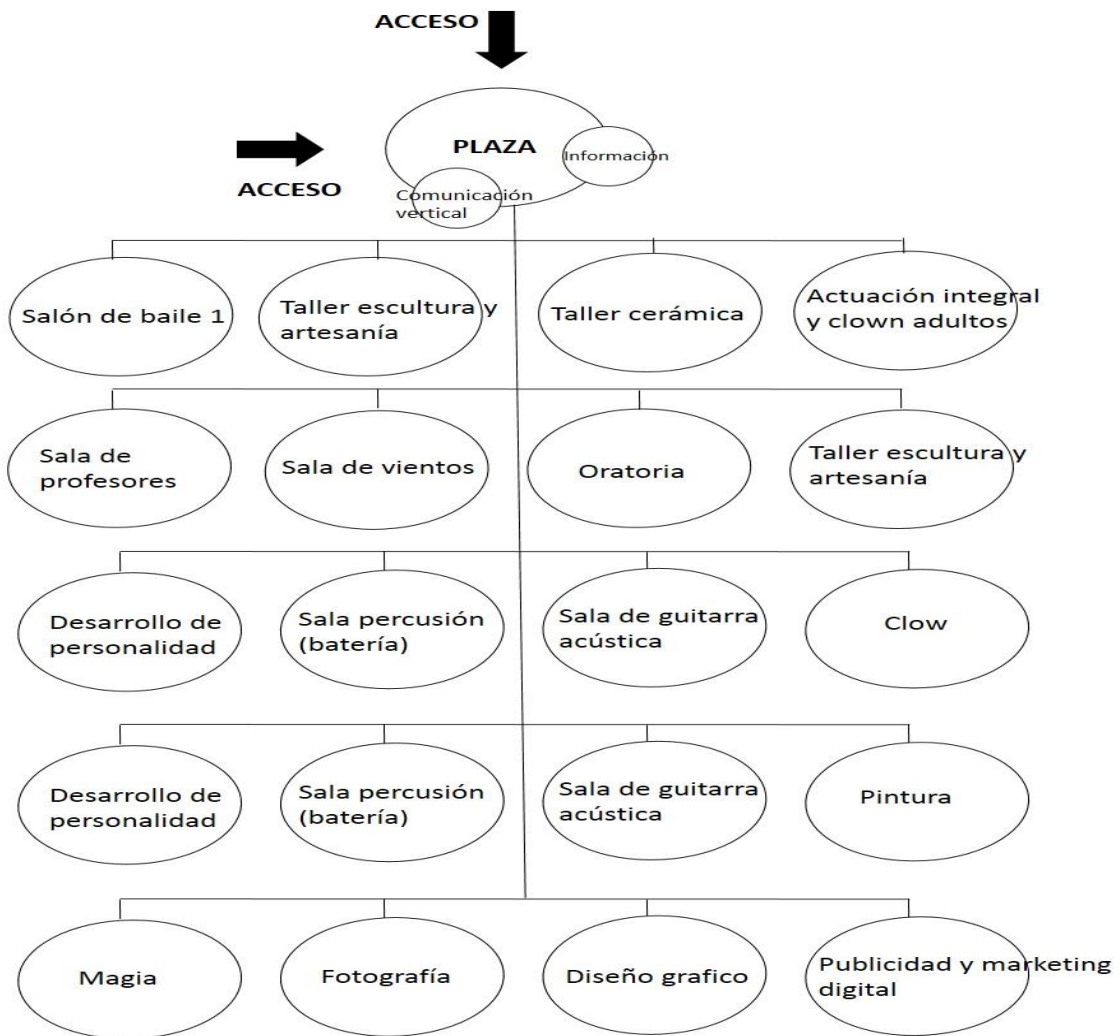 ACCESO
PLAZA
Información
ACCESO
Comunicación
vertical
Salón de baile 1
Taller escultura y
artesanía
Taller cerámica
Actuación integral
y clown adultos
Sala de
profesores
Sala de vientos
Oratoria
Taller escultura y
artesanía
Desarrollo de
personalidad
Sala percusión
(batería)
Sala de guitarra
acústica
Clow
Desarrollo de
personalidad
Sala percusión
(batería)
Sala de guitarra
acústica
Pintura
Magia
Fotografía
Diseño grafico
Publicidad y marketing
digital